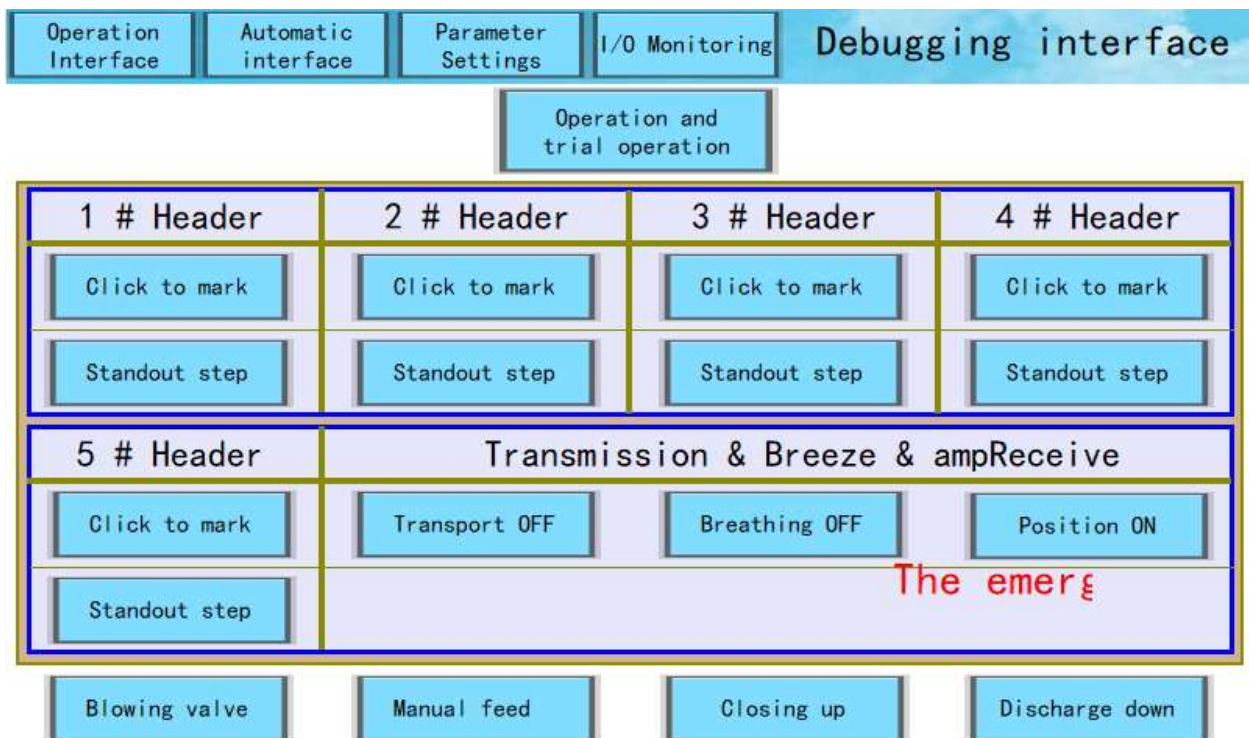 Operation
Interface
Automatic
interface
Parameter
Settings
I/O Monitoring
Debugging interface
Operation and
trial operation
1 # Header
2 # Header
3 # Header
4 # Header
Click to mark
Click to mark
Click to mark
Click to mark
Standout step
Standout step
Standout step
Standout step
5 # Header
Transmission & Breeze & ampReceive
Click to mark
Transport OFF
Breathing OFF
Position ON
The emerg
Standout step
Blowing valve
Manual feed
Closing up
Discharge down